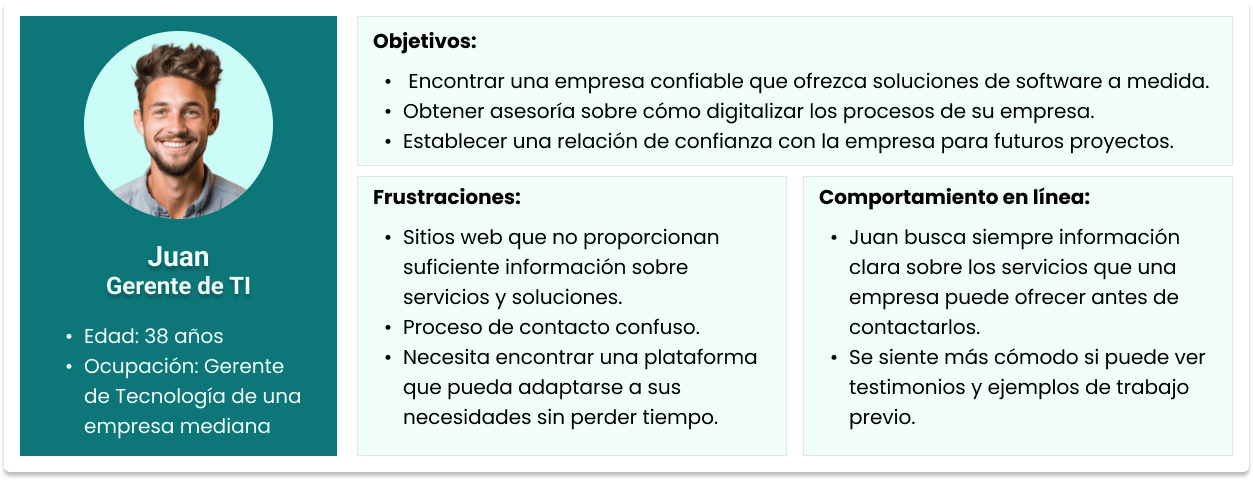 Juan
Gerente de TI
• Edad: 38 años
• Ocupación: Gerente
de Tecnología de una
empresa mediana
Objetivos:
• Encontrar una empresa confiable que ofrezca soluciones de software a medida.
• Obtener asesoría sobre cómo digitalizar los procesos de su empresa.
• Establecer una relación de confianza con la empresa para futuros proyectos.
Frustraciones:
• Sitios web que no proporcionan
suficiente información sobre
servicios y soluciones.
• Proceso de contacto confuso.
• Necesita encontrar una plataforma
que pueda adaptarse a sus
necesidades sin perder tiempo.
Comportamiento en línea:
• Juan busca siempre información
clara sobre los servicios que una
empresa puede ofrecer antes de
contactarlos.
• Se siente más cómodo si puede ver
testimonios y ejemplos de trabajo
previo.